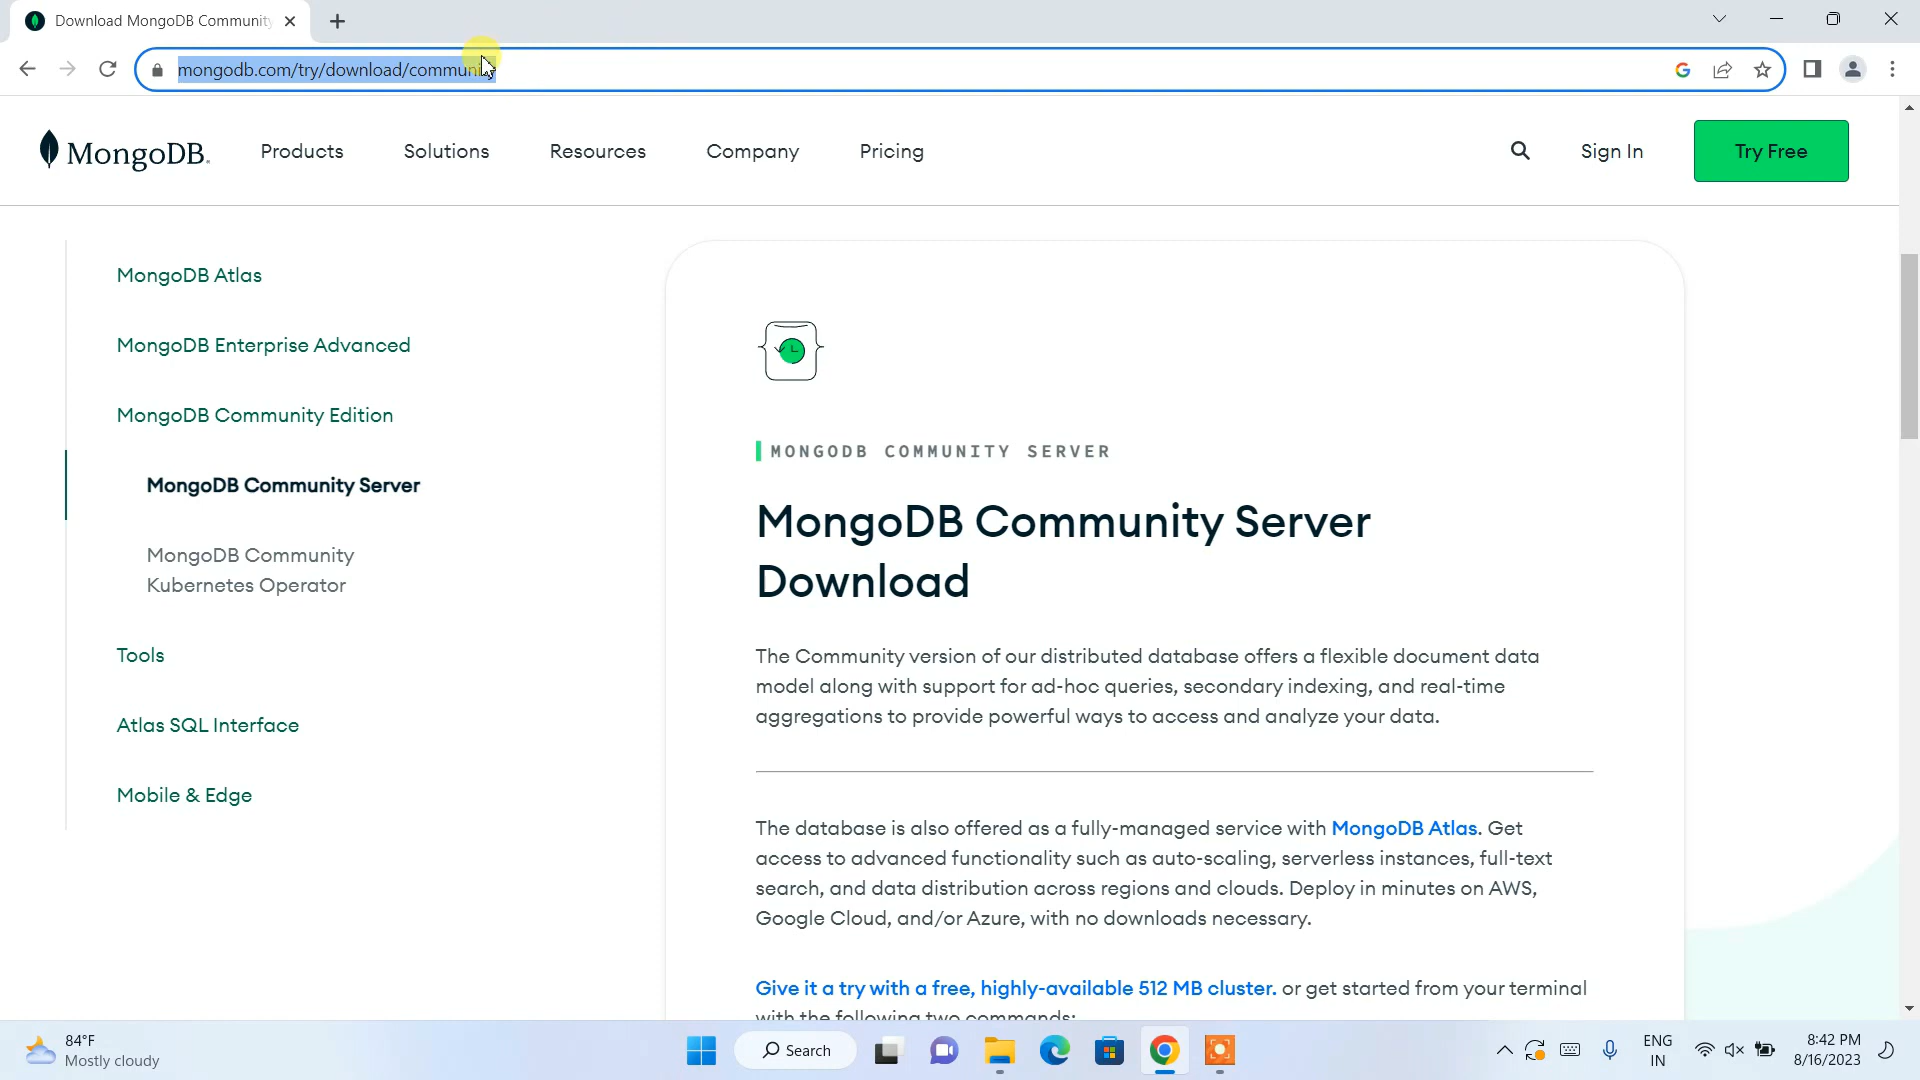 Download MongoDB Community
mongodb.com/try/download/community
MongoDB.
Products
Solutions
Resources
Company
Pricing
Sign In
Try Free
MongoDB Atlas
MongoDB Enterprise Advanced
MongoDB Community Edition
MongoDB Community Server
MongoDB Community
Kubernetes Operator
Tools
Atlas SQL Interface
Mobile & Edge
MONGODB COMMUNITY SERVER
MongoDB Community Server
Download
The Community version of our distributed database offers a flexible document data
model along with support for ad-hoc queries, secondary indexing, and real-time
aggregations to provide powerful ways to access and analyze your data.
The database is also offered as a fully-managed service with MongoDB Atlas. Get
access to advanced functionality such as auto-scaling, serverless instances, full-text
search, and data distribution across regions and clouds. Deploy in minutes on AWS,
Google Cloud, and/or Azure, with no downloads necessary.
Give it a try with a free, highly-available 512 MB cluster. or get started from your terminal
with the following two commands:
84°F
Mostly cloudy
Search
ENG
IN
8:42 PM
8/16/2023